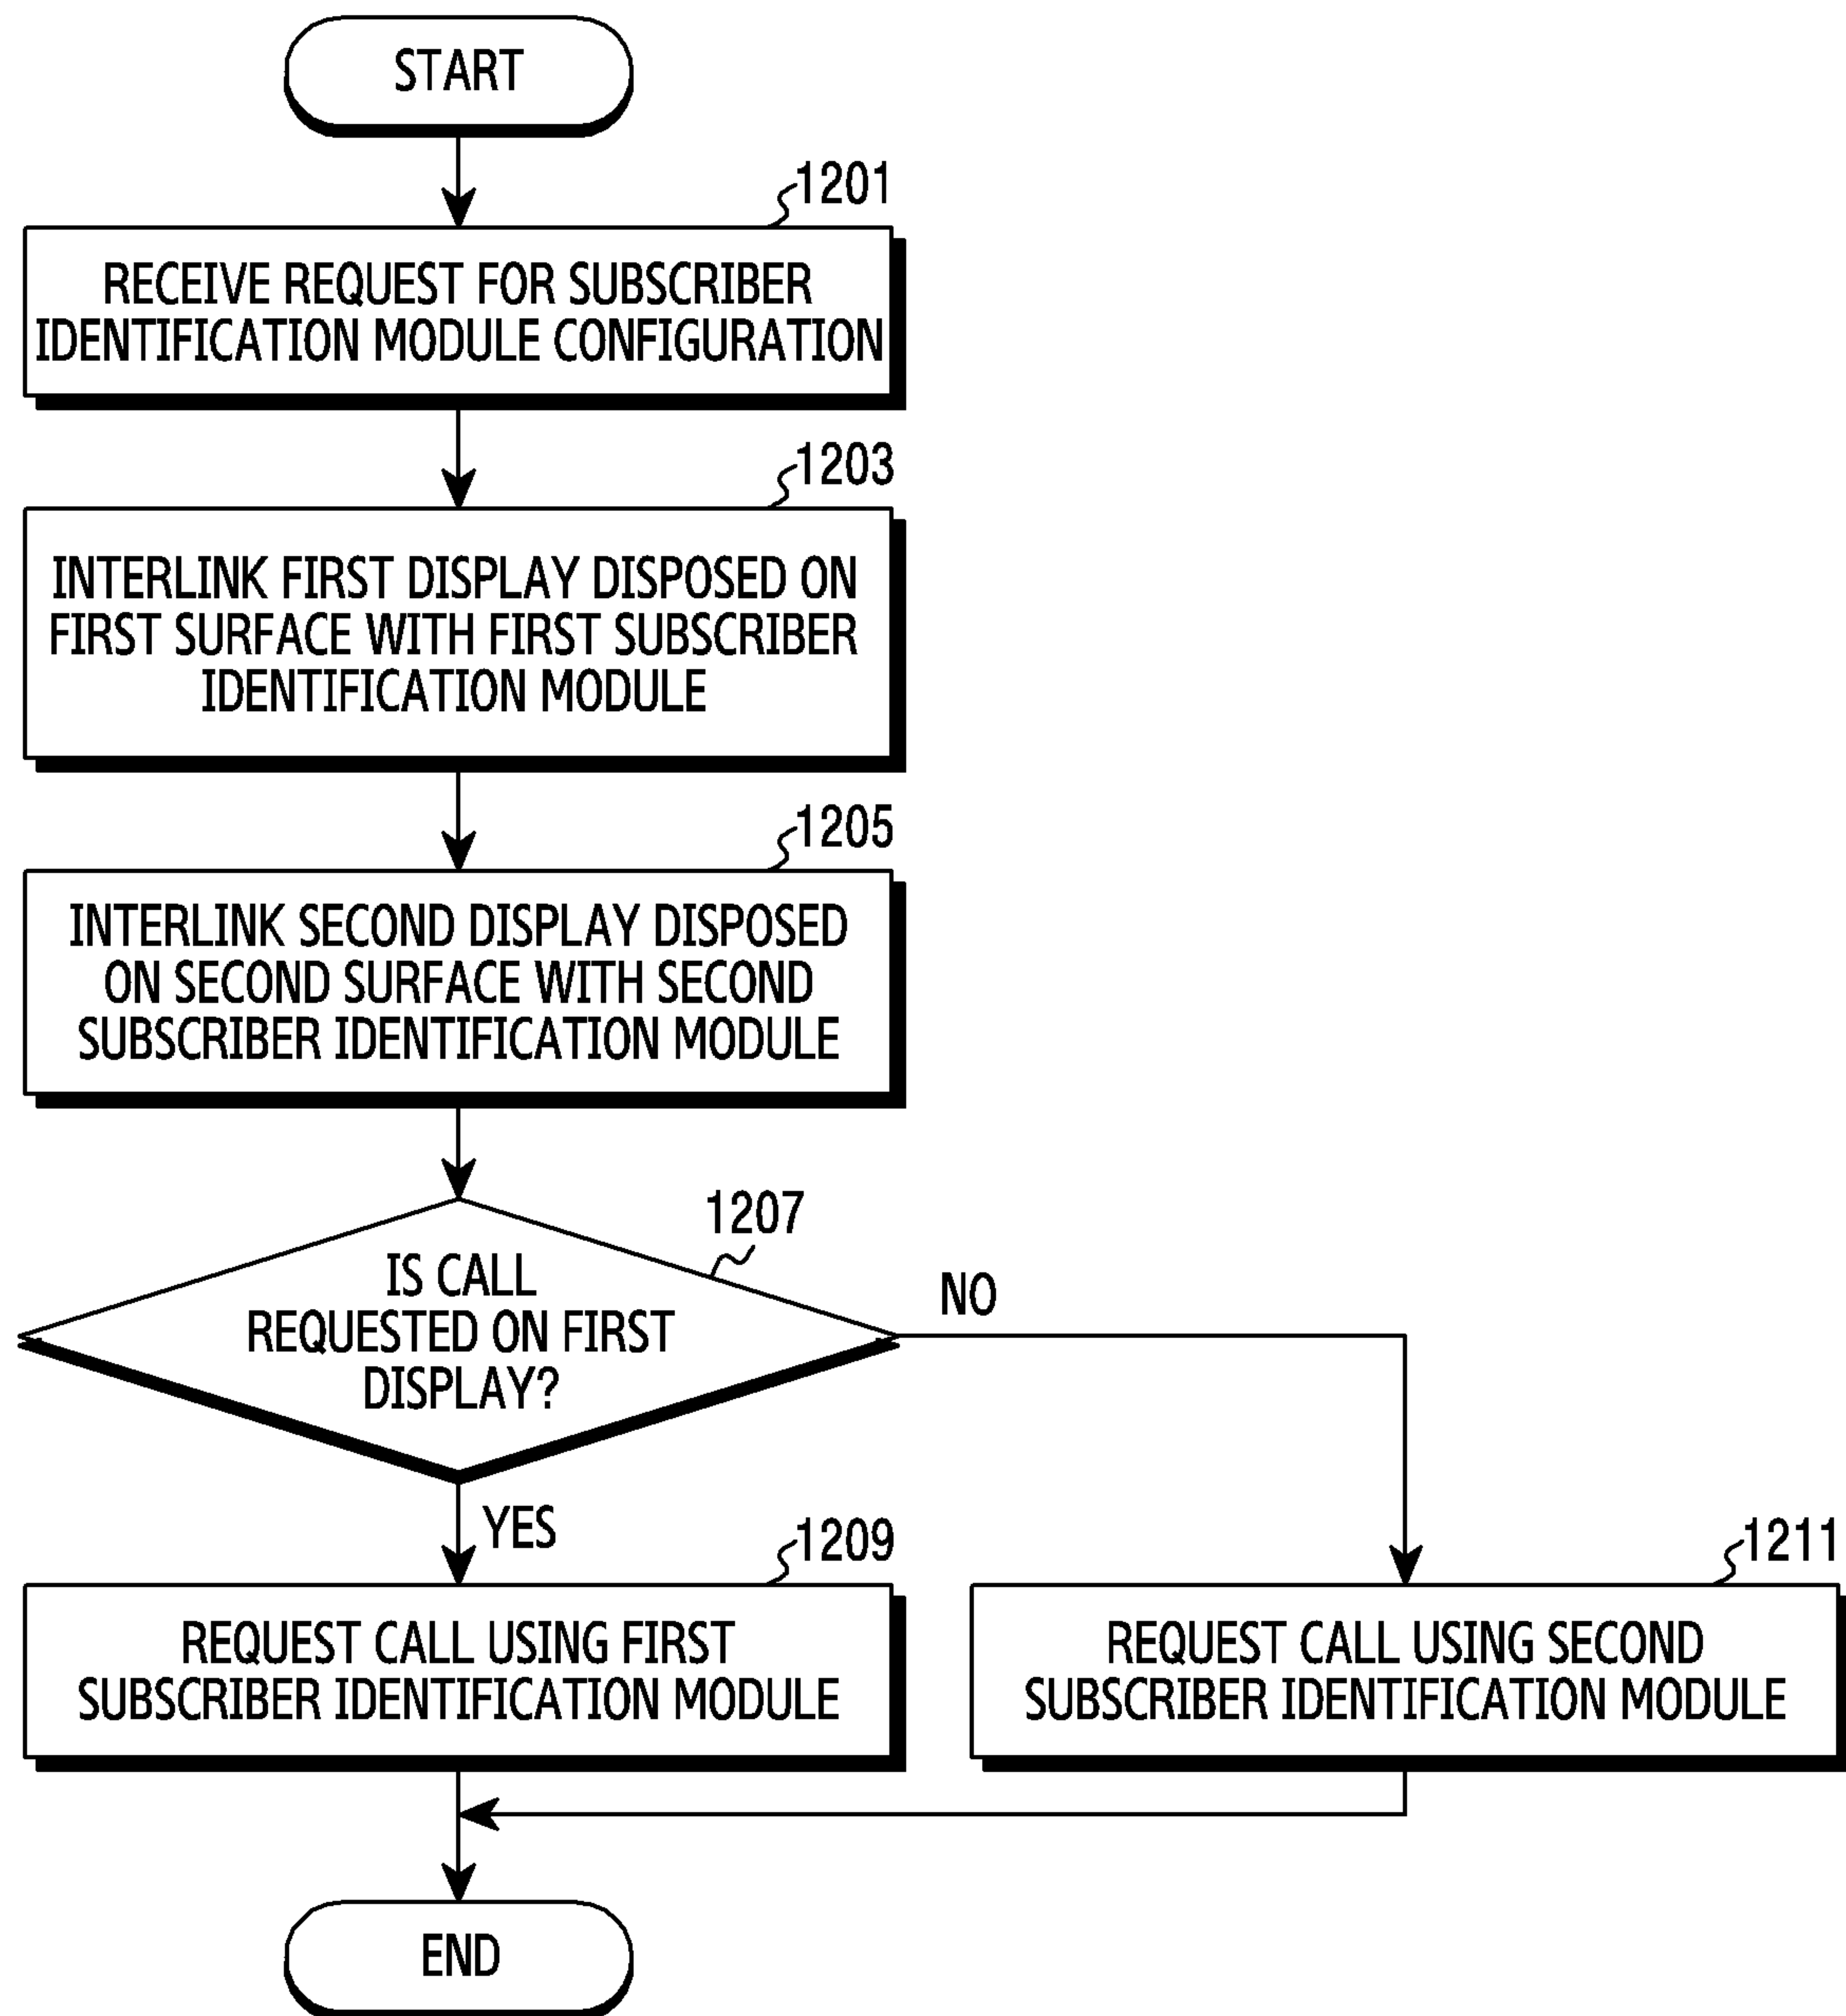 START
1201
RECEIVE REQUEST FOR SUBSCRIBER
IDENTIFICATION MODULE CONFIGURATION
1203
INTERLINK FIRST DISPLAY DISPOSED ON
FIRST SURFACE WITH FIRST SUBSCRIBER
IDENTIFICATION MODULE
1205
INTERLINK SECOND DISPLAY DISPOSED
ON SECOND SURFACE WITH SECOND
SUBSCRIBER IDENTIFICATION MODULE
1207
IS CALL
REQUESTED ON FIRST
DISPLAY?
NO
YES
1209
REQUEST CALL USING FIRST
SUBSCRIBER IDENTIFICATION MODULE
1211
REQUEST CALL USING SECOND
SUBSCRIBER IDENTIFICATION MODULE
END